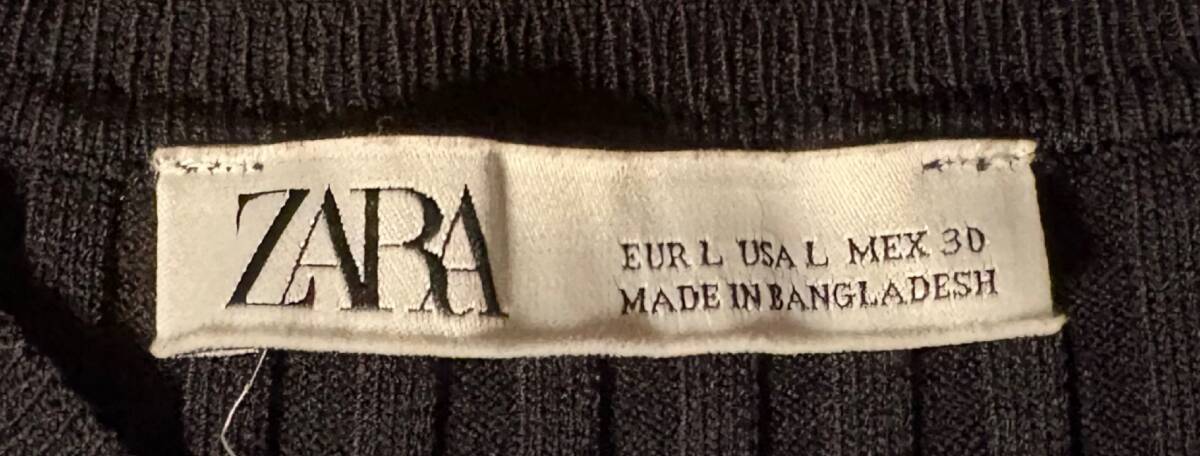 ZARA
EUR L USA L MEX 30
MADE IN BANGLADESH